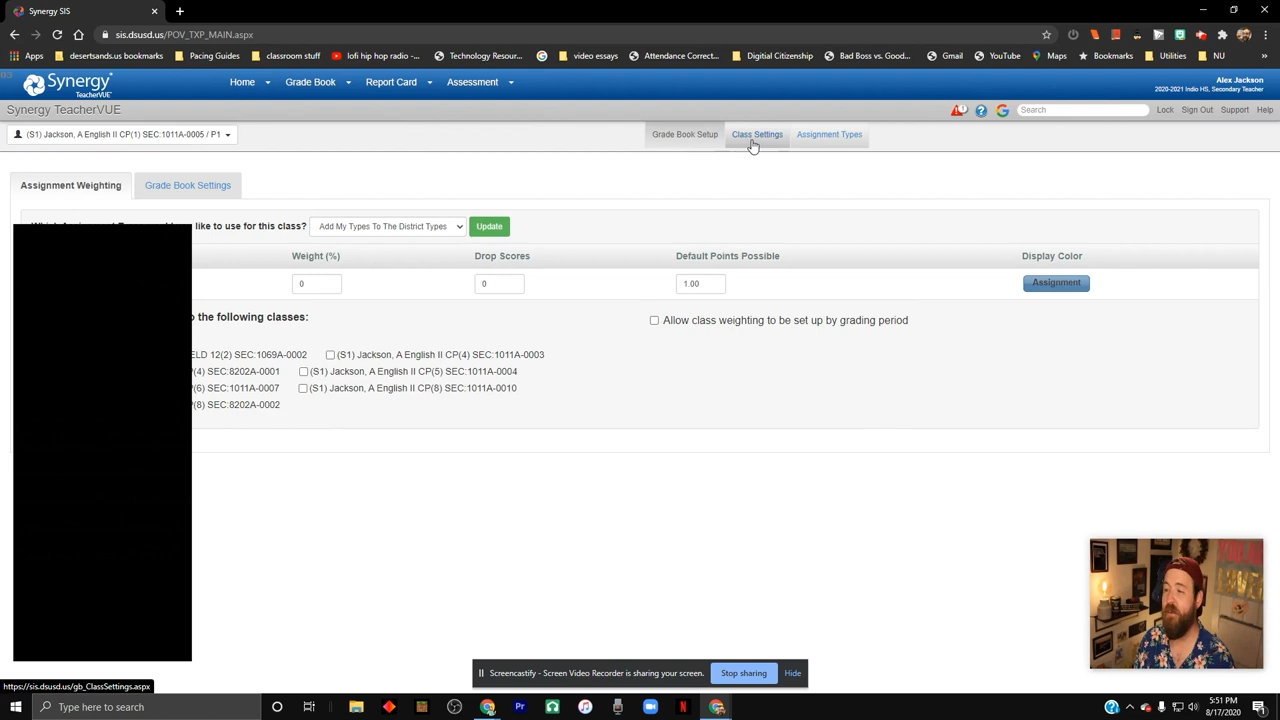 Synergy SIS
sis.dsusd.us/POV_TXP_MAIN.aspx
Apps desertsands.us bookmarks Pacing Guides classroom stuff lofi hip hop radio -... Technology Resour... video essays Attendance Correct... Digital Citizenship Bad Boss vs. Good... Gmail YouTube Maps Bookmarks Utilities NU
Synergy TeacherVUE Home Grade Book Report Card Assessment
Alex Jackson
2020-2021 Indio HS, Secondary Teacher
Synergy TeacherVUE Search Lock Sign Out Support Help
(S1) Jackson, A English II CP(1) SEC:1011A-0005 / P1 Grade Book Setup Class Settings Assignment Types
Assignment Weighting Grade Book Settings
like to use for this class? Add My Types To The District Types Update
Weight (%) Drop Scores Default Points Possible Display Color
0 0 1.00 Assignment
o the following classes: Allow class weighting to be set up by grading period
ELD 12(2) SEC:1069A-0002 (S1) Jackson, A English II CP(4) SEC:1011A-0003
(4) SEC:8202A-0001 (S1) Jackson, A English II CP(5) SEC:1011A-0004
(6) SEC:1011A-0007 (S1) Jackson, A English II CP(8) SEC:1011A-0010
(8) SEC:8202A-0002
Screencastify - Screen Video Recorder is sharing your screen. Stop sharing Hide
https://sis.dsusd.us/gb_ClassSettings.aspx
Type here to search
5:51 PM
8/17/2020